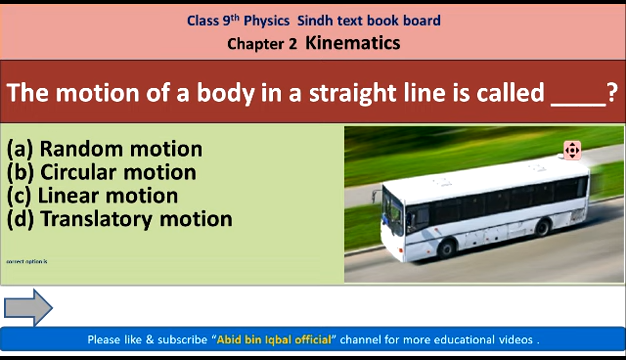 Class 9th Physics Sindh text book board
Chapter 2 Kinematics
The motion of a body in a straight line is called ____?
(a) Random motion
(b) Circular motion
(c) Linear motion
(d) Translatory motion
correct option is
Please like & subscribe “Abid bin Iqbal official” channel for more educational videos .